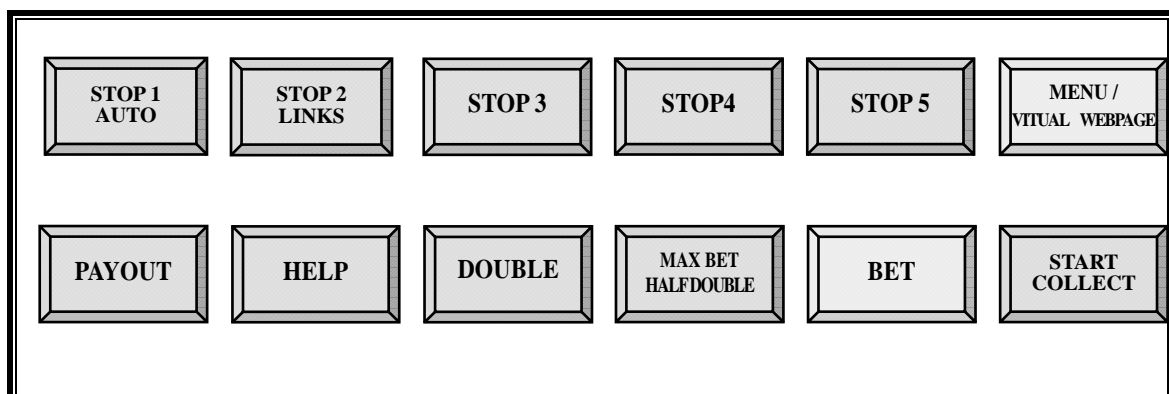 STOP 1
AUTO
STOP 2
LINKS
STOP 3
STOP4
STOP 5
MENU /
VITUAL WEBPAGE
PAYOUT
HELP
DOUBLE
MAX BET
HALFDOUBLE
BET
START
COLLECT